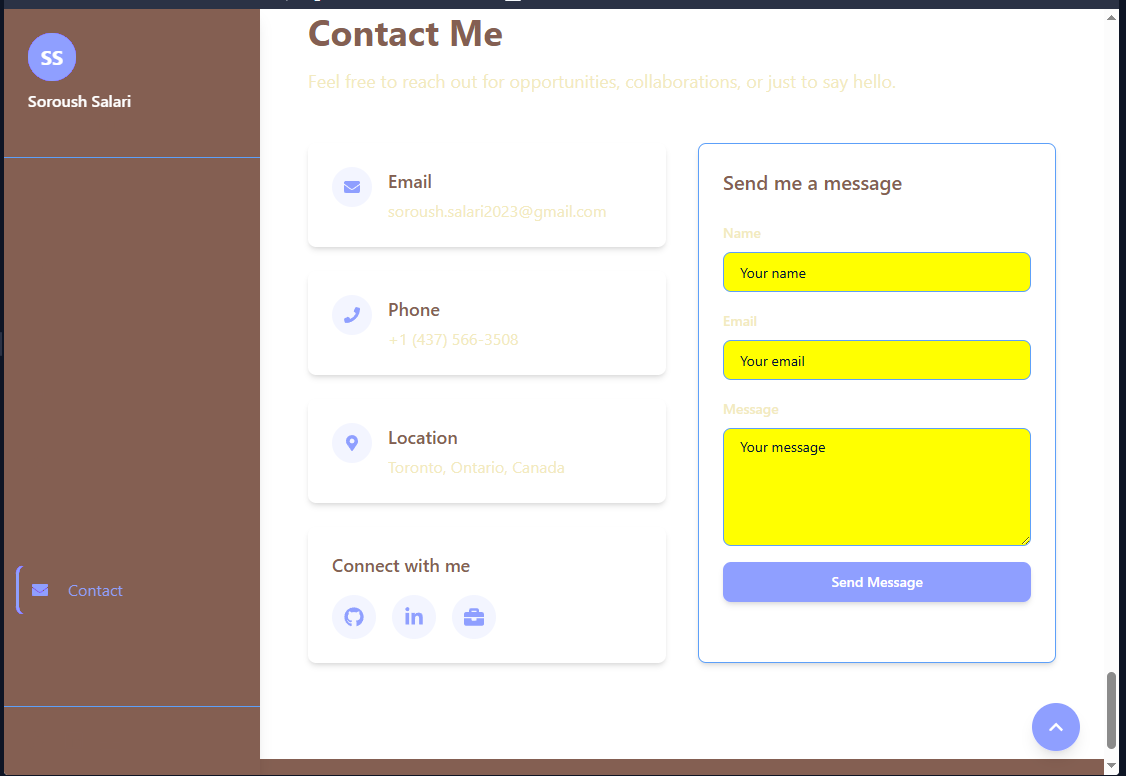 SS
Soroush Salari
Contact
Contact Me
Feel free to reach out for opportunities, collaborations, or just to say hello.
Email
soroush.salari2023@gmail.com
Phone
+1 (437) 566-3508
Location
Toronto, Ontario, Canada
Connect with me
in
Send me a message
Name
Your name
Email
Your email
Message
Your message
Send Message